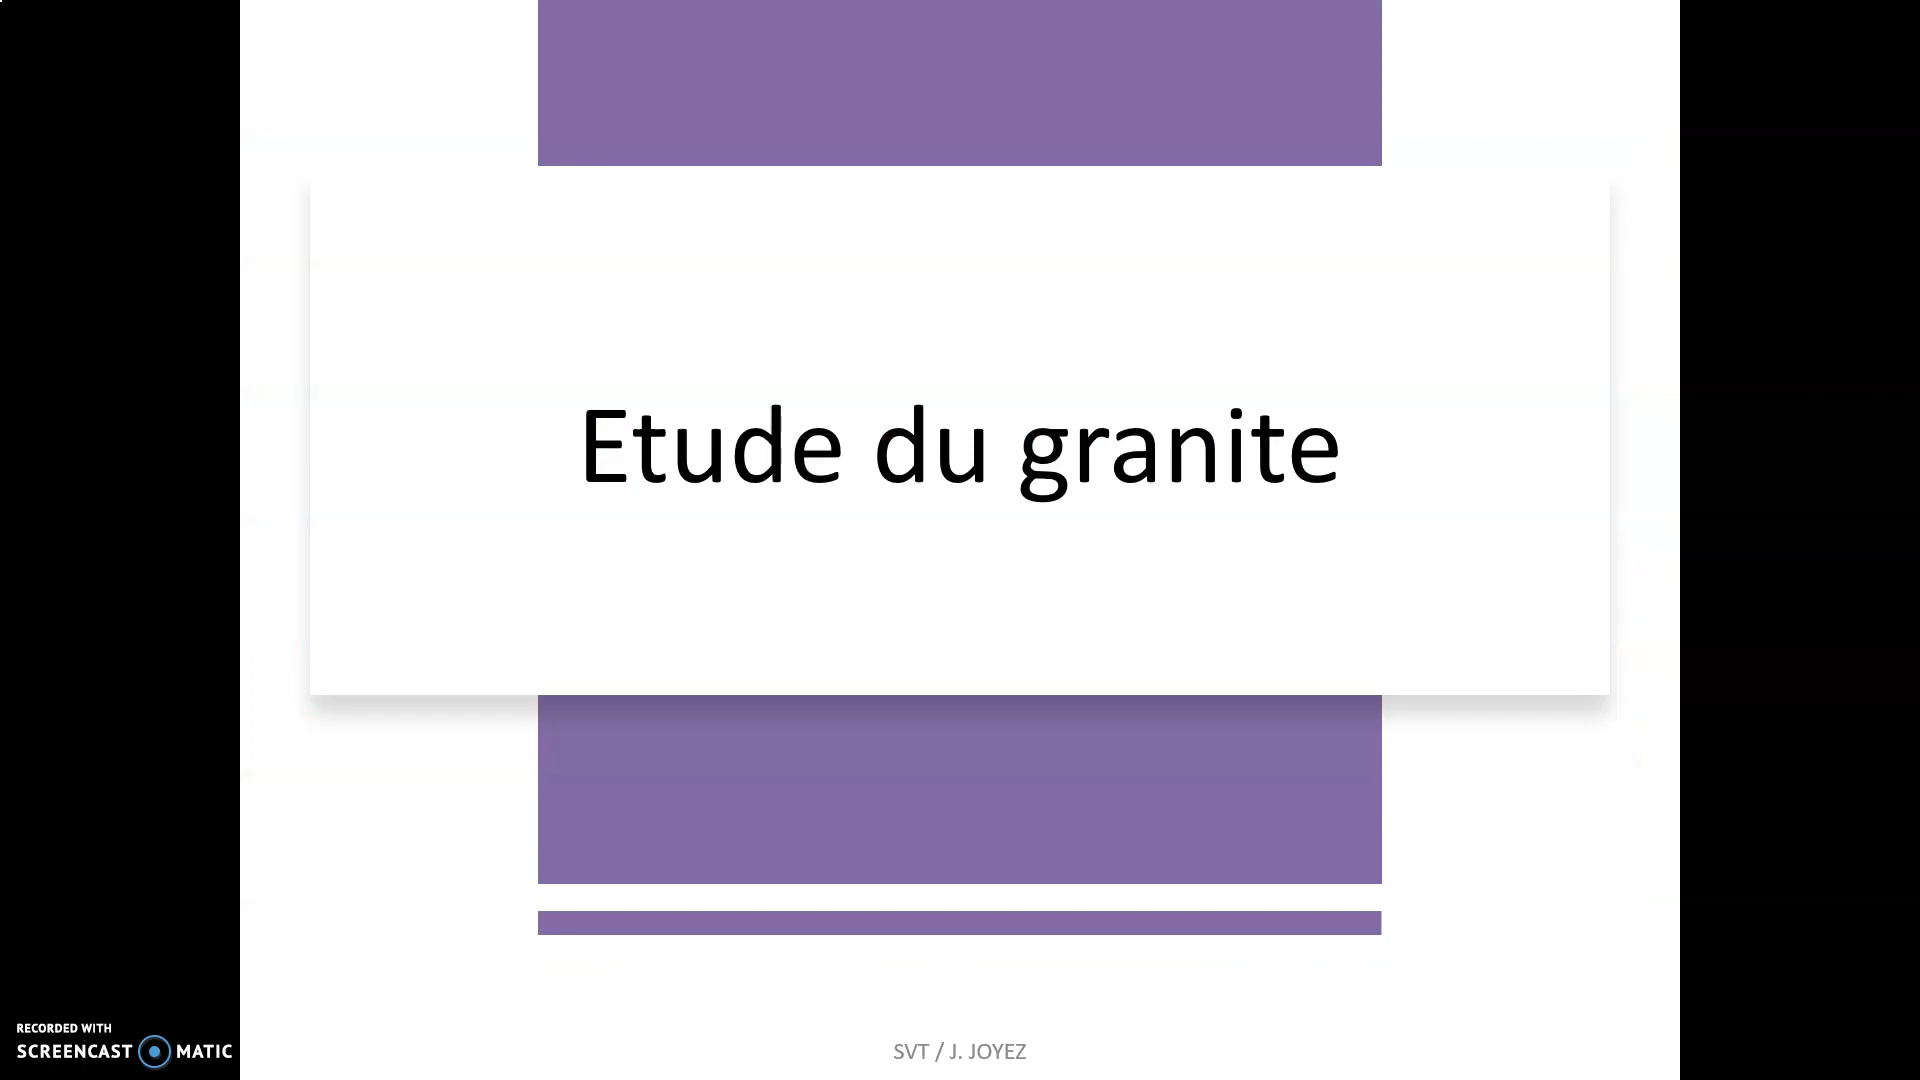 Etude du granite
SVT / J. JOYEZ
RECORDED WITH
SCREENCAST MATIC